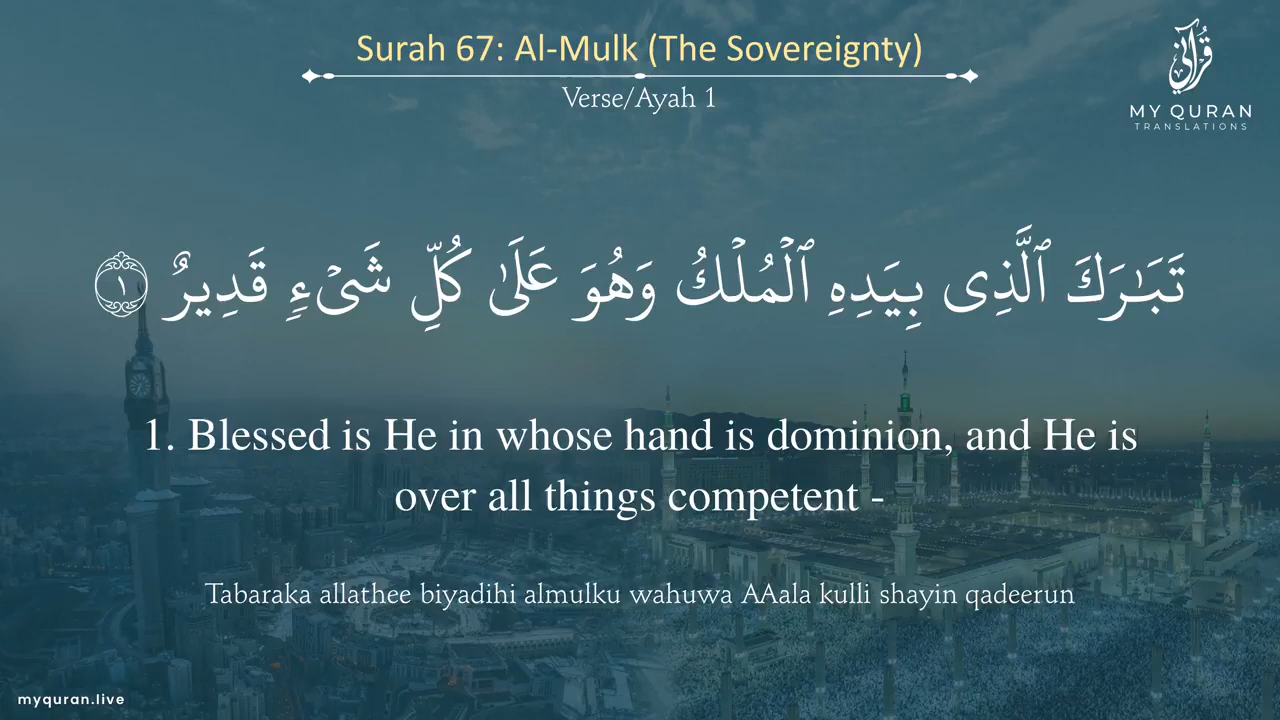 Surah 67: Al-Mulk (The Sovereignty)
Verse/Ayah 1
قرآني
MY QURAN
TRANSLATIONS
تَبَـٰرَكَ ٱلَّذِى بِيَدِهِ ٱلْمُلْكُ وَهُوَ عَلَىٰ كُلِّ شَىْءٍ قَدِيرٌ ١
1. Blessed is He in whose hand is dominion, and He is
over all things competent -
Tabaraka allathee biyadihi almulku wahuwa AAala kulli shayin qadeerun
myquran.live